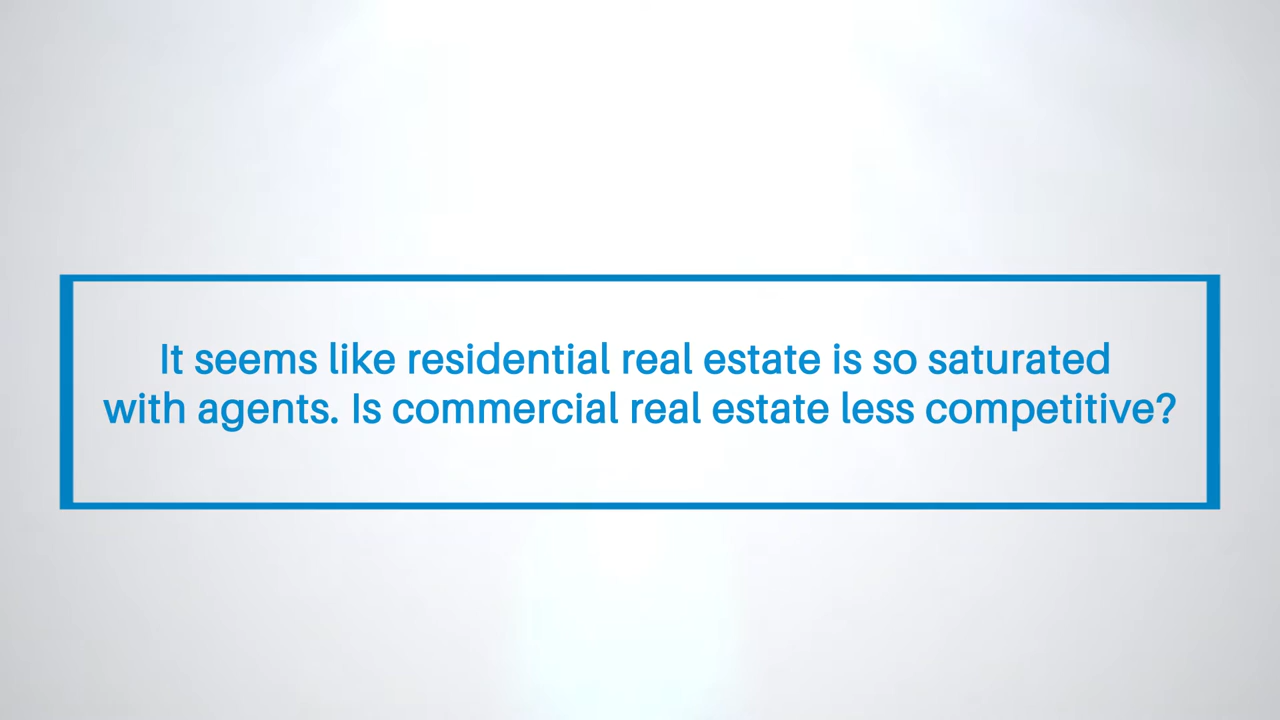 It seems like residential real estate is so saturated
with agents. Is commercial real estate less competitive?